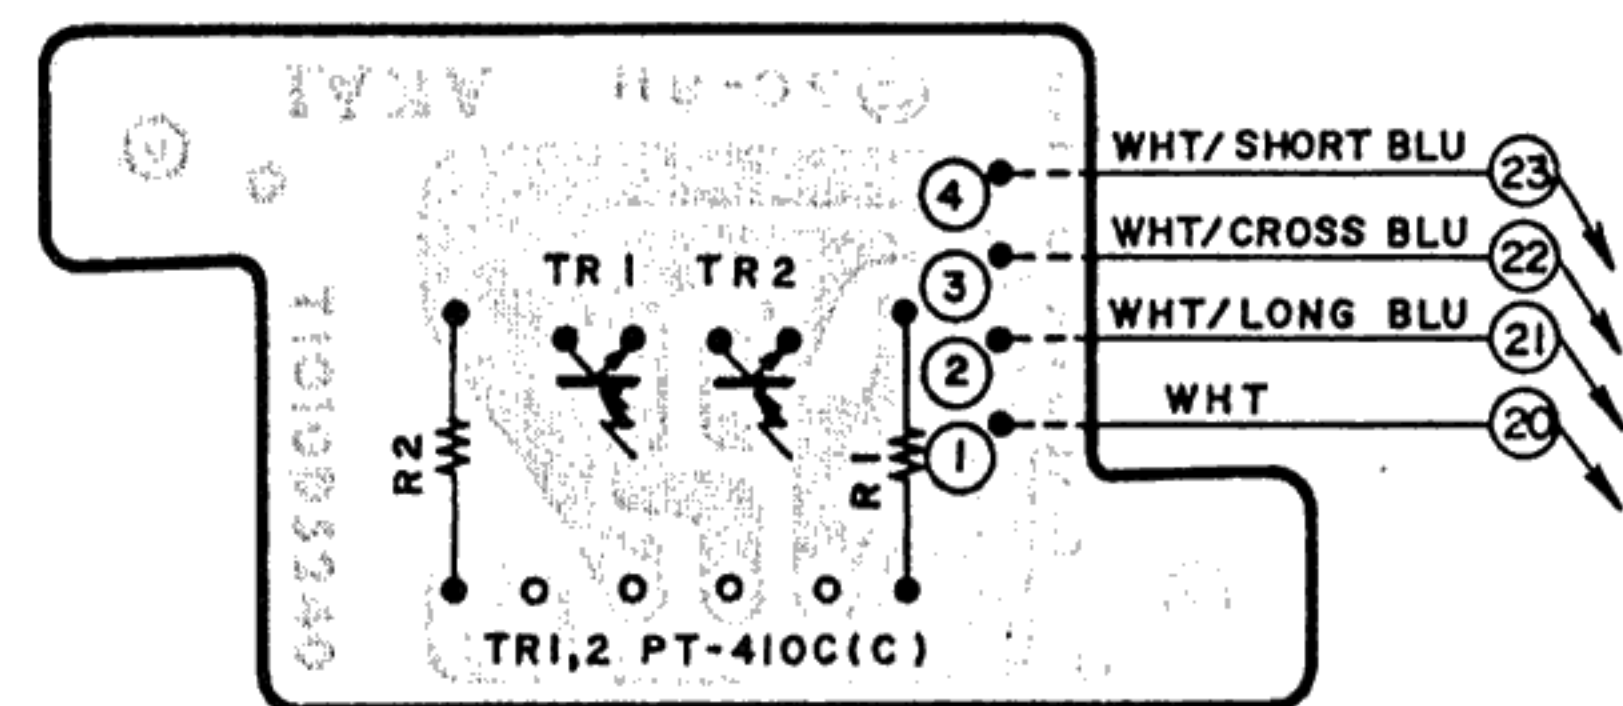 WHT/SHORT BLU 23
4
WHT/CROSS BLU 22
TR1 TR2
3
WHT/LONG BLU 21
2
WHT 20
R2
R1
1
TR1,2 PT-410C(C)